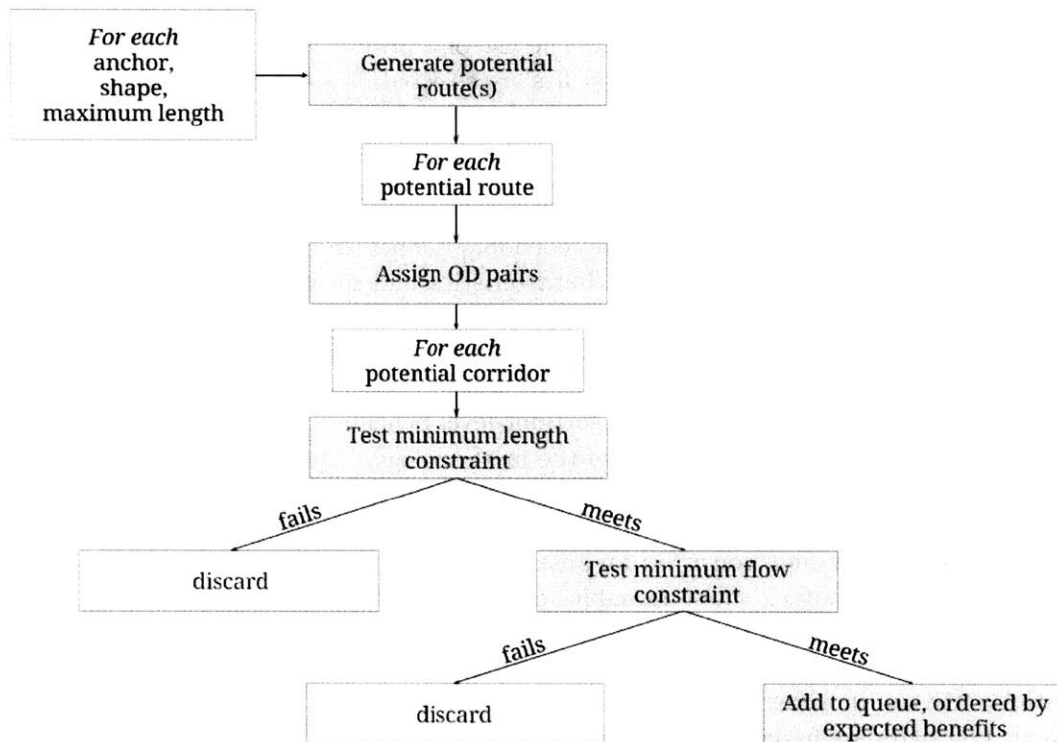 For each
anchor,
shape,
maximum length
Generate potential
route(s)
For each
potential route
Assign OD pairs
For each
potential corridor
Test minimum length
constraint
fails
meets
discard
Test minimum flow
constraint
fails
meets
discard
Add to queue, ordered by
expected benefits